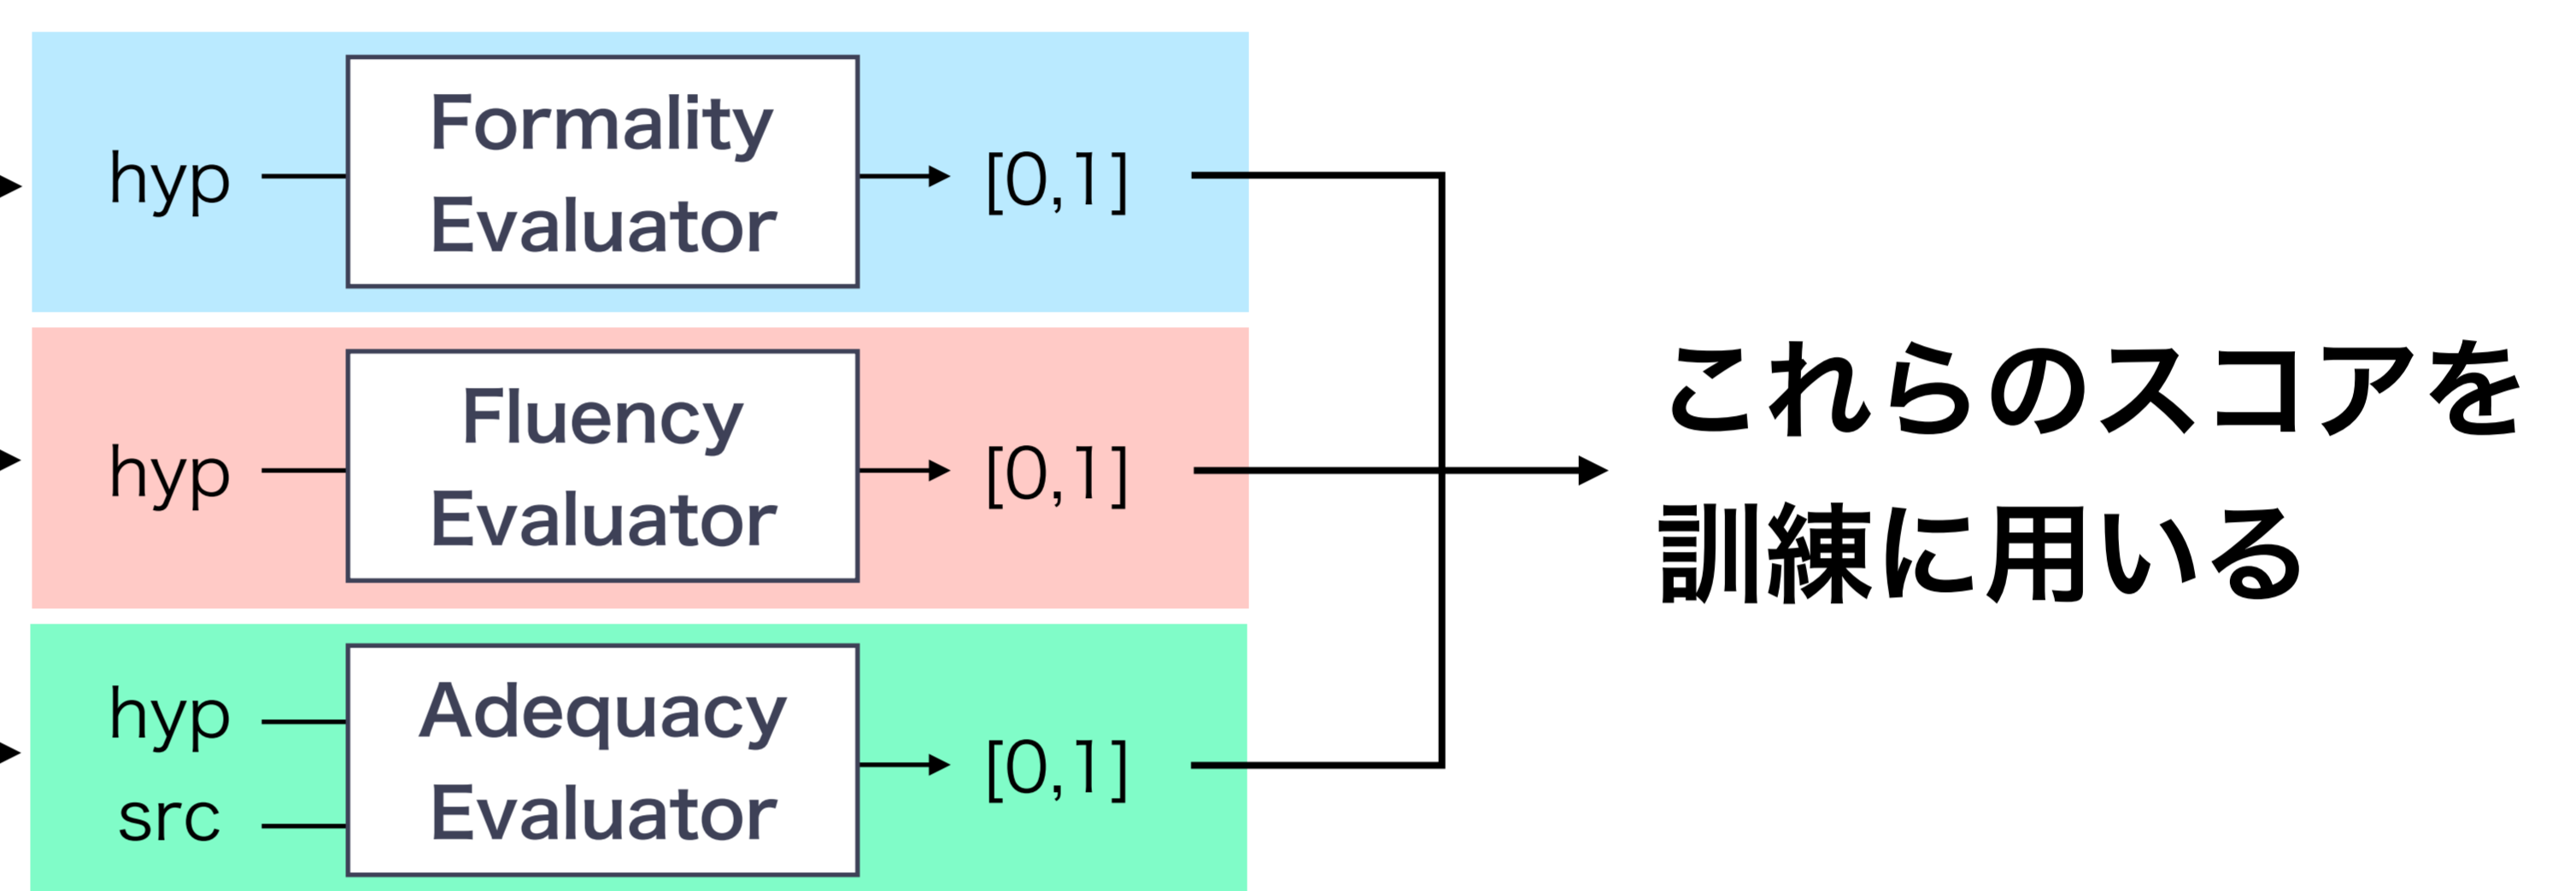 hyp
Formality
Evaluator
[0,1]
hyp
Fluency
Evaluator
[0,1]
hyp
src
Adequacy
Evaluator
[0,1]
これらのスコアを
訓練に用いる